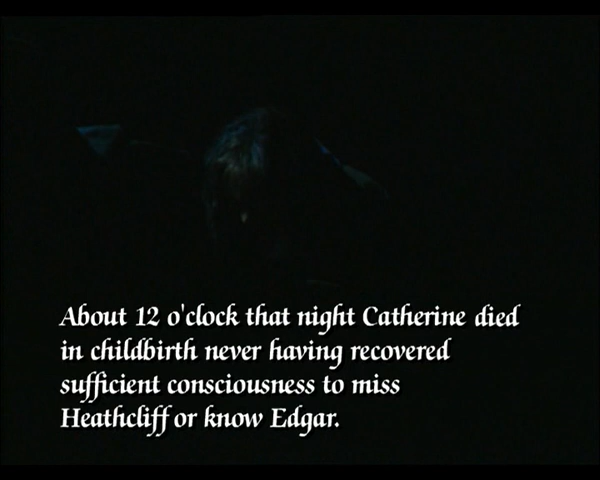 About 12 o'clock that night Catherine died
in childbirth never having recovered
sufficient consciousness to miss
Heathcliff or know Edgar.